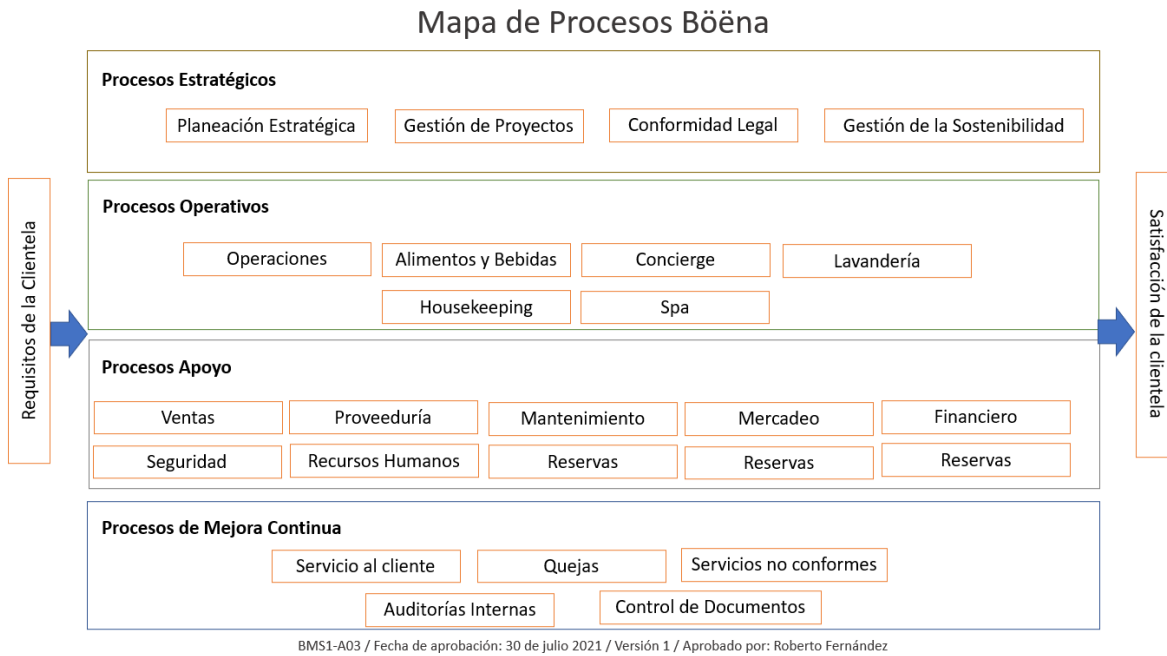 Mapa de Procesos Böëna
Procesos Estratégicos
Planeación Estratégica
Gestión de Proyectos
Conformidad Legal
Gestión de la Sostenibilidad
Requisitos de la Clientela
Procesos Operativos
Operaciones
Alimentos y Bebidas
Concierge
Lavandería
Housekeeping
Spa
Satisfacción de la clientela
Procesos Apoyo
Ventas
Proveeduría
Mantenimiento
Mercadeo
Financiero
Seguridad
Recursos Humanos
Reservas
Reservas
Reservas
Procesos de Mejora Continua
Servicio al cliente
Quejas
Servicios no conformes
Auditorías Internas
Control de Documentos
BMS1-A03 / Fecha de aprobación: 30 de julio 2021 / Versión 1 / Aprobado por: Roberto Fernández